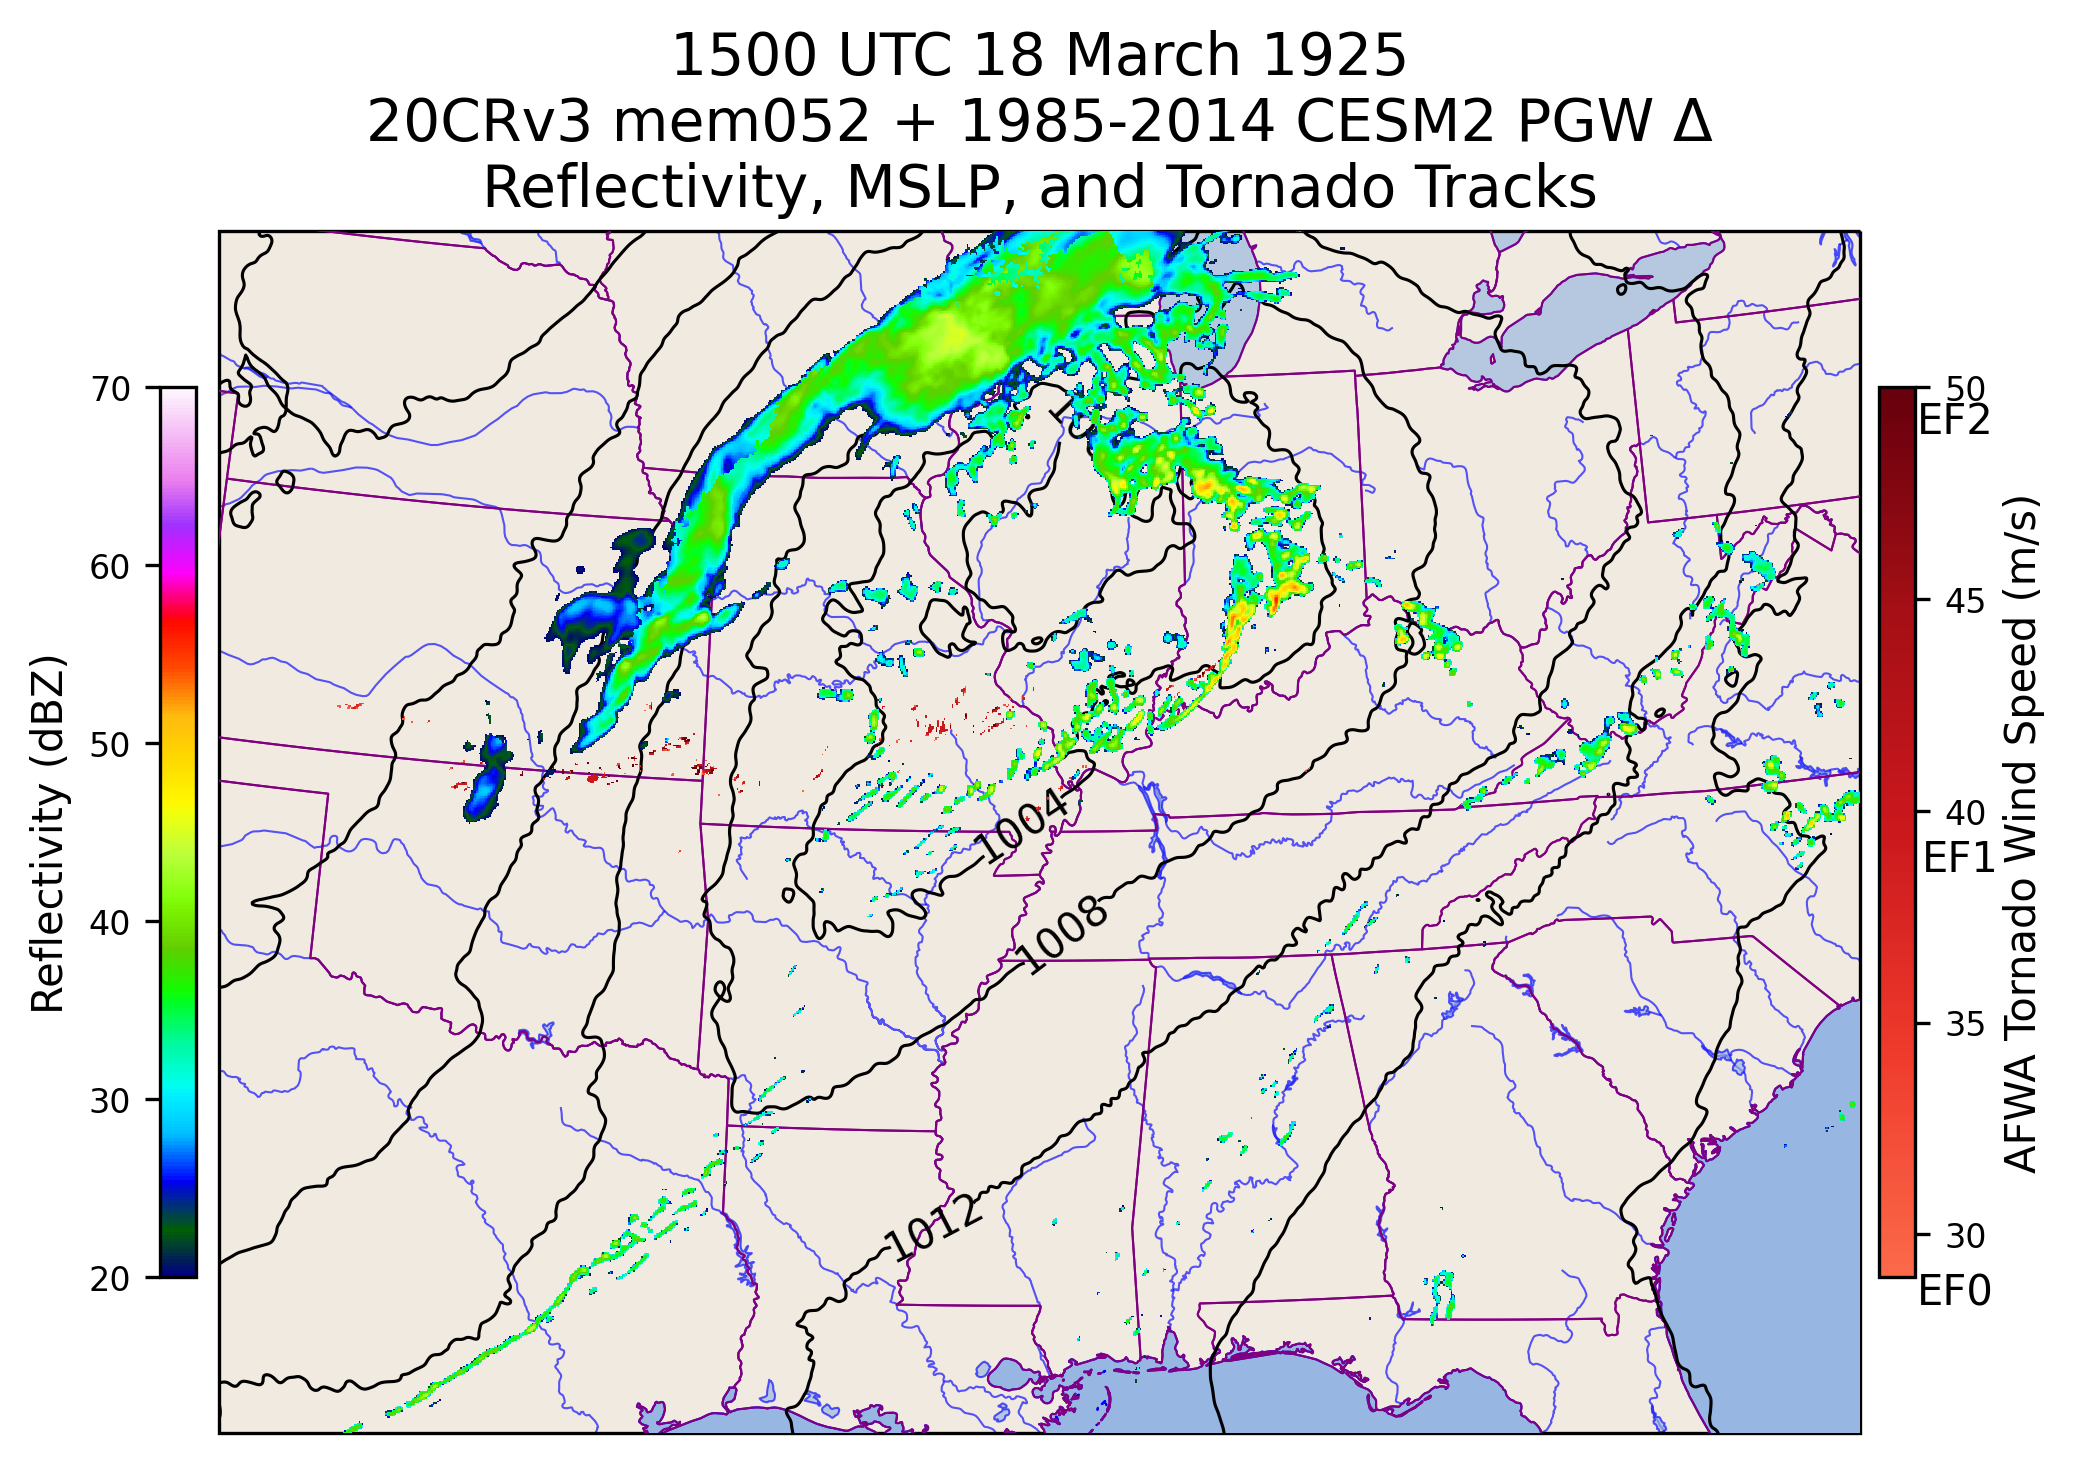 1500 UTC 18 March 1925
20CRv3 mem052 + 1985-2014 CESM2 PGW Δ
Reflectivity, MSLP, and Tornado Tracks
70
60
50
40
30
20
Reflectivity (dBZ)
1004
1008
1012
50
EF2
45
40
EF1
35
30
EF0
AFWA Tornado Wind Speed (m/s)